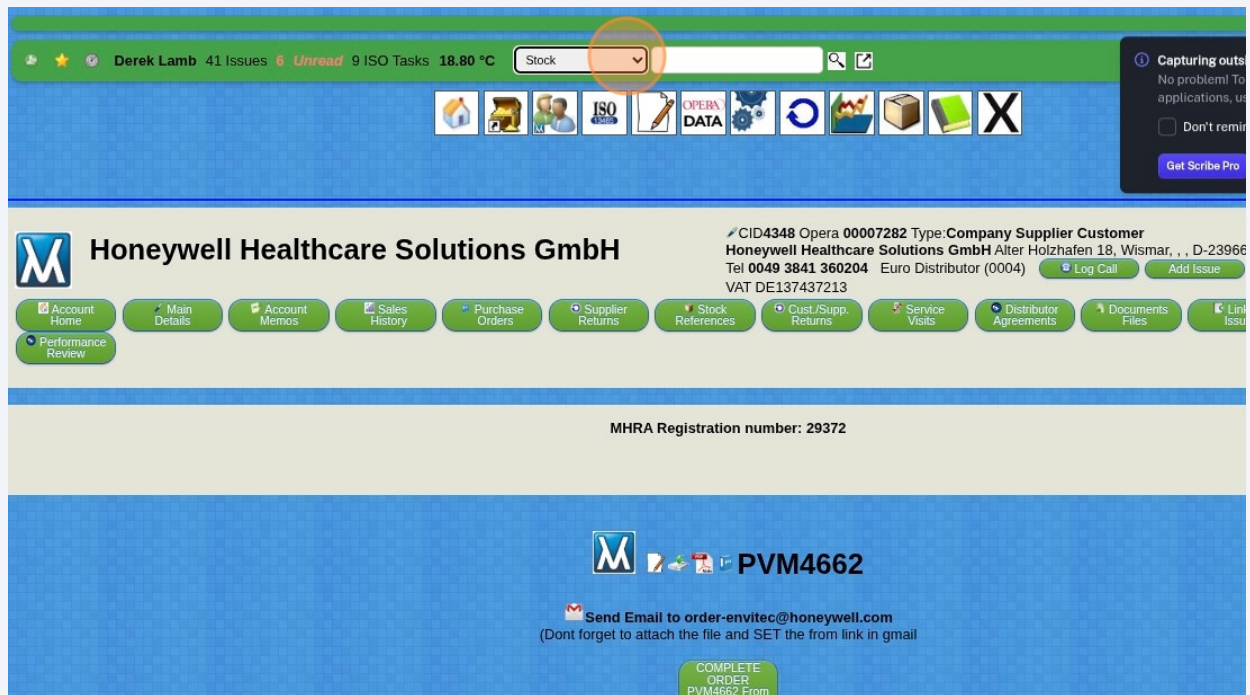 Derek Lamb 41 Issues 6 Unread 9 ISO Tasks 18.80 °C Stock
Capturing outsi
No problem! To
applications, us
Don't remin
Get Scribe Pro
ISO
13485
OPERA
DATA
Honeywell Healthcare Solutions GmbH
CID4348 Opera 00007282 Type:Company Supplier Customer
Honeywell Healthcare Solutions GmbH Alter Holzhafen 18, Wismar, , , D-23966
Tel 0049 3841 360204 Euro Distributor (0004) Log Call Add Issue
VAT DE137437213
Account Home
Main Details
Account Memos
Sales History
Purchase Orders
Supplier Returns
Stock References
Cust./Supp. Returns
Service Visits
Distributor Agreements
Documents Files
Link
Issu
Performance Review
MHRA Registration number: 29372
PVM4662
Send Email to order-envitec@honeywell.com
(Dont forget to attach the file and SET the from link in gmail
COMPLETE
ORDER
PVM4662 From